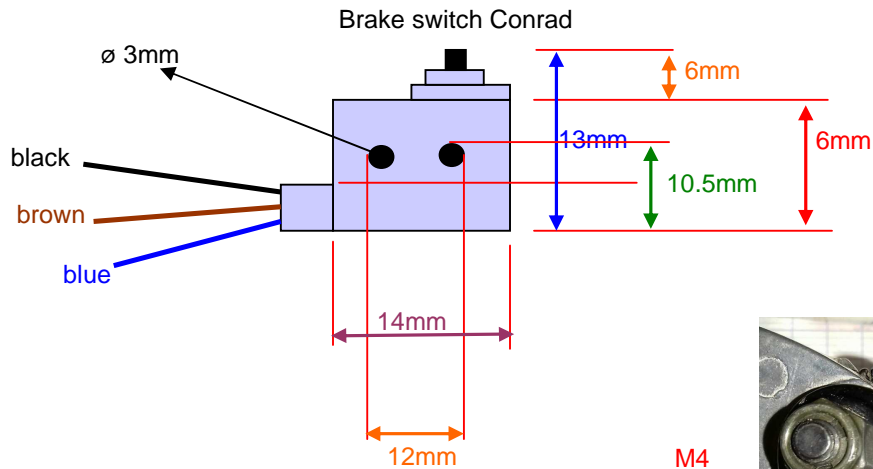 Brake switch Conrad
ø 3mm
6mm
13mm
6mm
black
10.5mm
brown
blue
14mm
12mm
M4